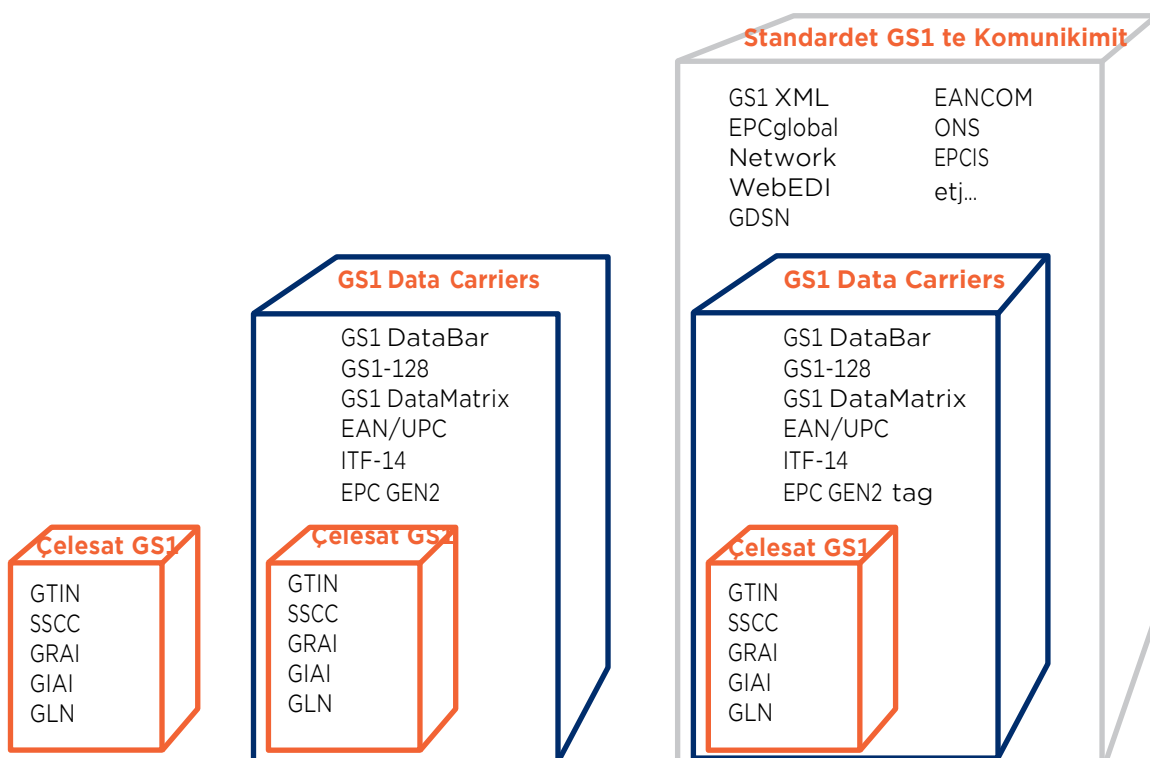 Standardet GS1 te Komunikimit
GS1 XML
EPCglobal
Network
WebEDI
GDSN
EANCOM
ONS
EPCIS
etj...
GS1 Data Carriers
GS1 DataBar
GS1-128
GS1 DataMatrix
EAN/UPC
ITF-14
EPC GEN2
GS1 Data Carriers
GS1 DataBar
GS1-128
GS1 DataMatrix
EAN/UPC
ITF-14
EPC GEN2 tag
Çelesat GS1
GTIN
SSCC
GRAI
GIAI
GLN
Çelesat GS1
GTIN
SSCC
GRAI
GIAI
GLN
Çelesat GS1
GTIN
SSCC
GRAI
GIAI
GLN